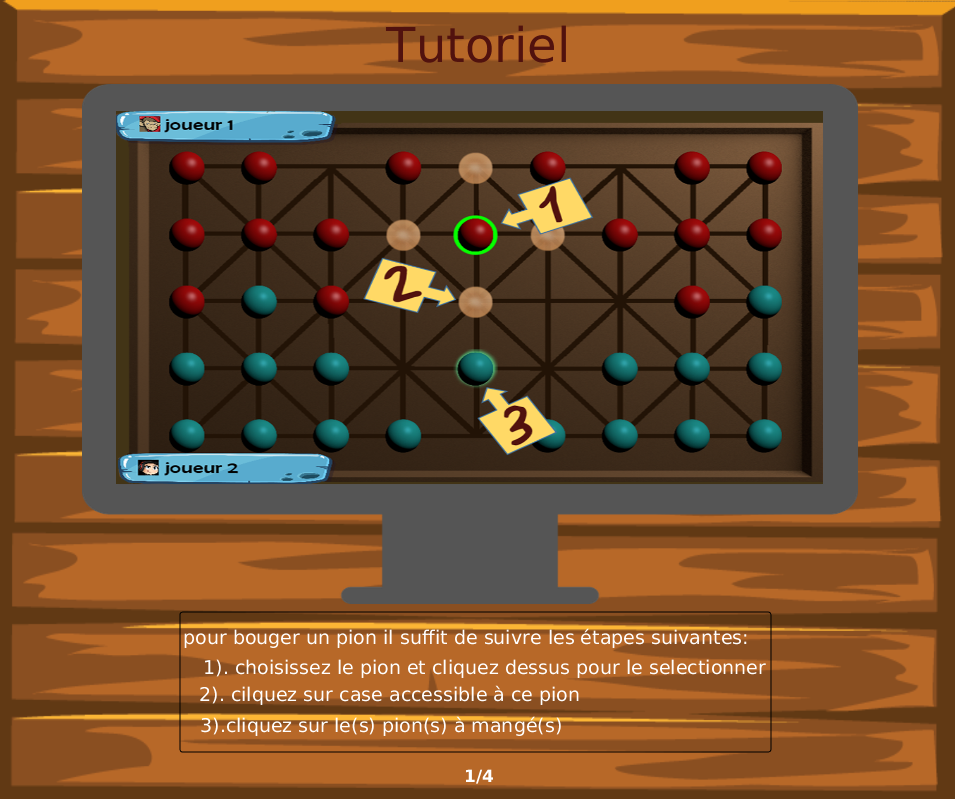 Tutoriel
joueur 1
1
2
3
joueur 2
pour bouger un pion il suffit de suivre les étapes suivantes:
1). choisissez le pion et cliquez dessus pour le selectionner
2). cilquez sur case accessible à ce pion
3).cliquez sur le(s) pion(s) à mangé(s)
1/4